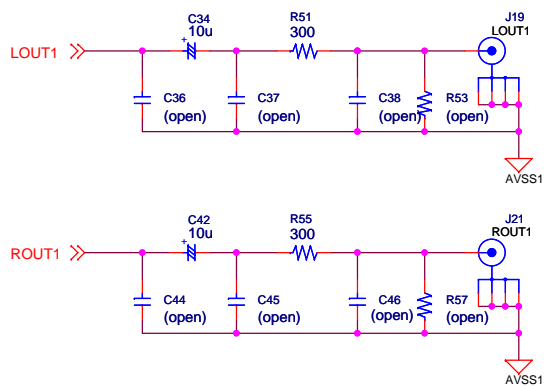 C34
10u
R51
300
J19
LOUT1
LOUT1
+
C36
(open)
C37
(open)
C38
(open)
R53
(open)
AVSS1
C42
10u
R55
300
J21
ROUT1
ROUT1
+
C44
(open)
C45
(open)
C46
(open)
R57
(open)
AVSS1